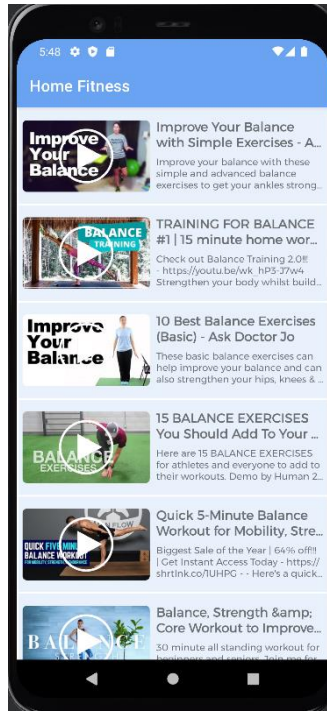 5:48
Home Fitness
Improve
Your
Balance
Improve Your Balance
with Simple Exercises - A...
Improve your balance with these
simple and advanced balance
exercises to get your ankles strong...
BALANCE
TRAINING
TRAINING FOR BALANCE
#1 | 15 minute home wor...
Check out Balance Training 2.0!!
- https://youtu.be/wk_hP3-J7w4
Strengthen your body whilst build...
Improve
Your
Balance
10 Best Balance Exercises
(Basic) - Ask Doctor Jo
These basic balance exercises can
help improve your balance and can
also strengthen your hips, knees & ...
BALANCE
EXERCISES
15 BALANCE EXERCISES
You Should Add To Your ...
Here are 15 BALANCE EXERCISES
for athletes and everyone to add to
their workouts. Demo by Human 2...
FLOW
QUICK FIVE MINUTE
BALANCE WORKOUT
FOR MOBILITY, STRENGTH, ENDURANCE
Quick 5-Minute Balance
Workout for Mobility, Stre...
Biggest Sale of the Year | 64% off!!!
| Get Instant Access Today - https://
shrtlnk.co/1UHPG - - Here's a quick...
BALANCE
Balance, Strength &amp;
Core Workout to Improve...
30 minute all standing workout for
beginners and seniors. Join me for